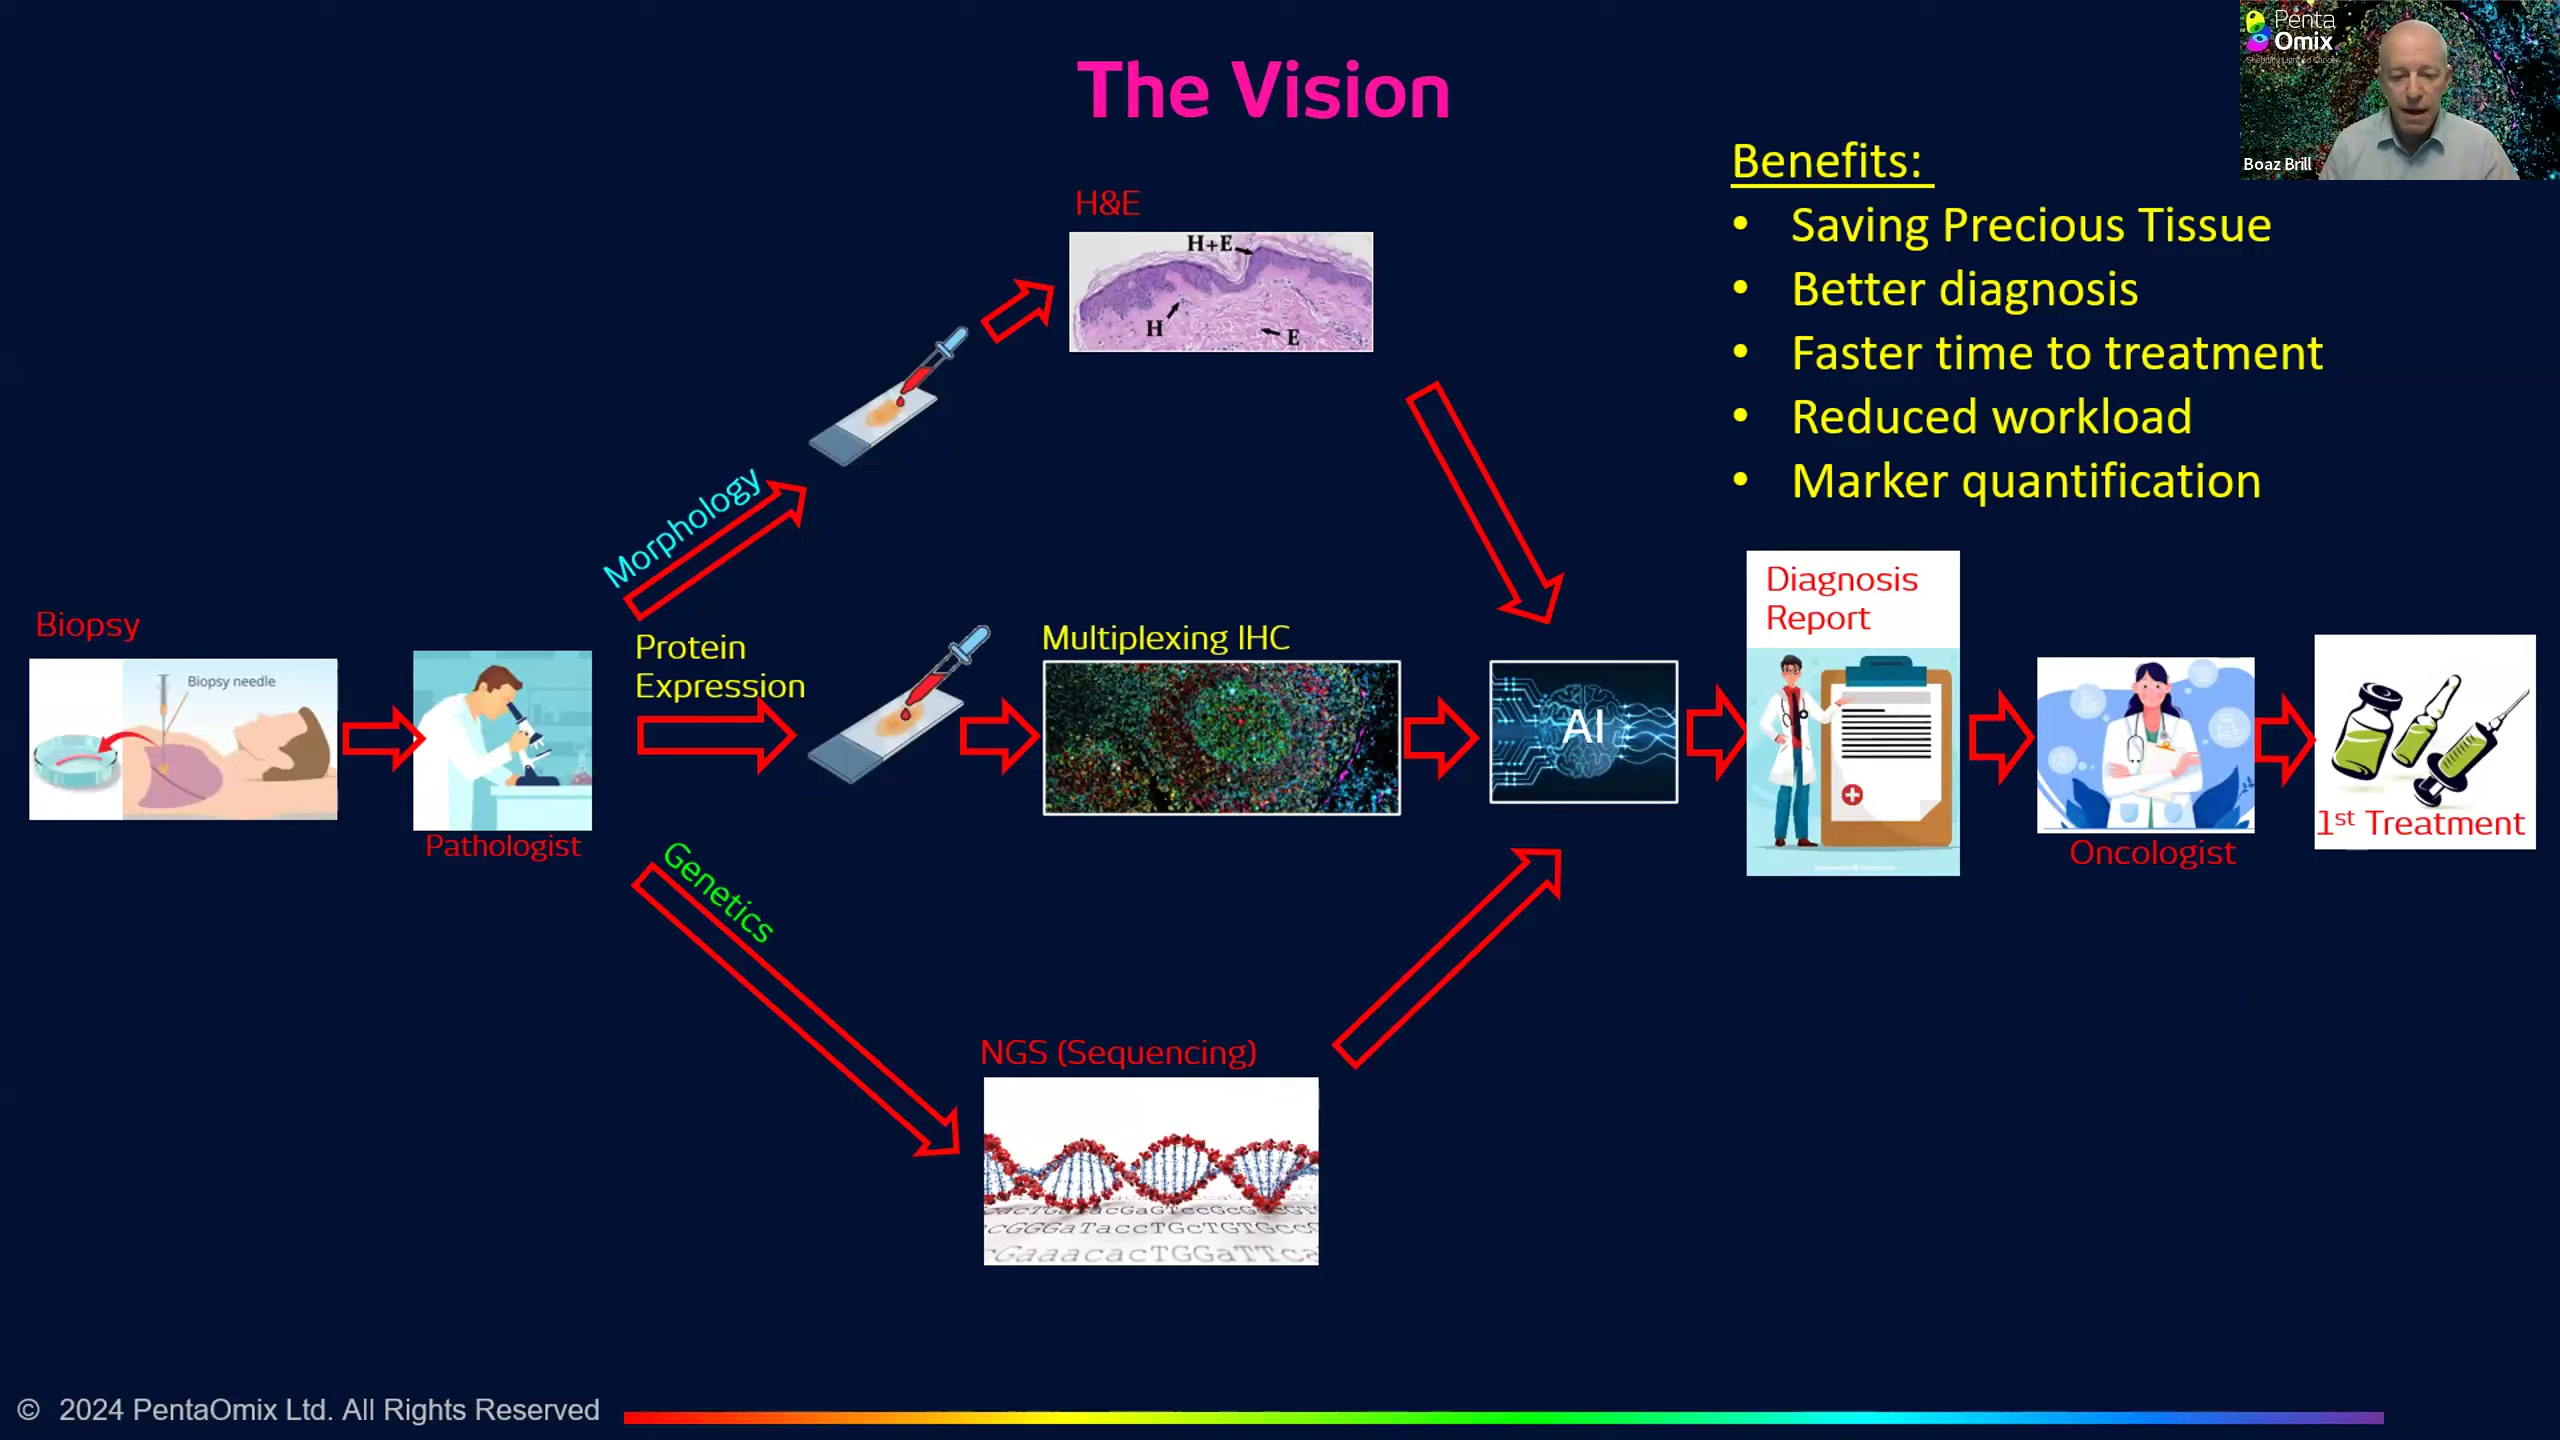 The Vision
Penta
Omix
Boaz Brill
Benefits:
• Saving Precious Tissue
• Better diagnosis
• Faster time to treatment
• Reduced workload
• Marker quantification
H&E
H+E
H
E
Morphology
Biopsy
Biopsy needle
Pathologist
Protein
Expression
Multiplexing IHC
AI
Diagnosis
Report
Oncologist
1st Treatment
Genetics
NGS (Sequencing)
© 2024 PentaOmix Ltd. All Rights Reserved